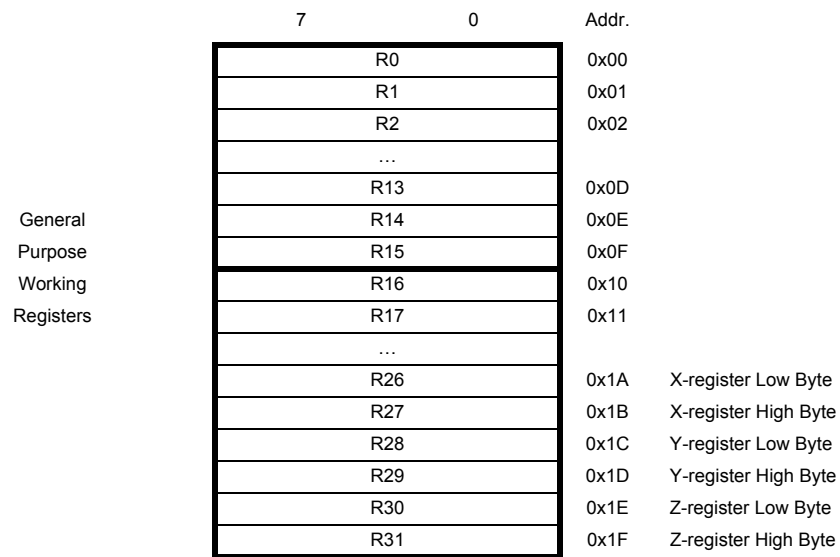 7 0 Addr.
R0 0x00
R1 0x01
R2 0x02
…
R13 0x0D
General R14 0x0E
Purpose R15 0x0F
Working R16 0x10
Registers R17 0x11
…
R26 0x1A X-register Low Byte
R27 0x1B X-register High Byte
R28 0x1C Y-register Low Byte
R29 0x1D Y-register High Byte
R30 0x1E Z-register Low Byte
R31 0x1F Z-register High Byte